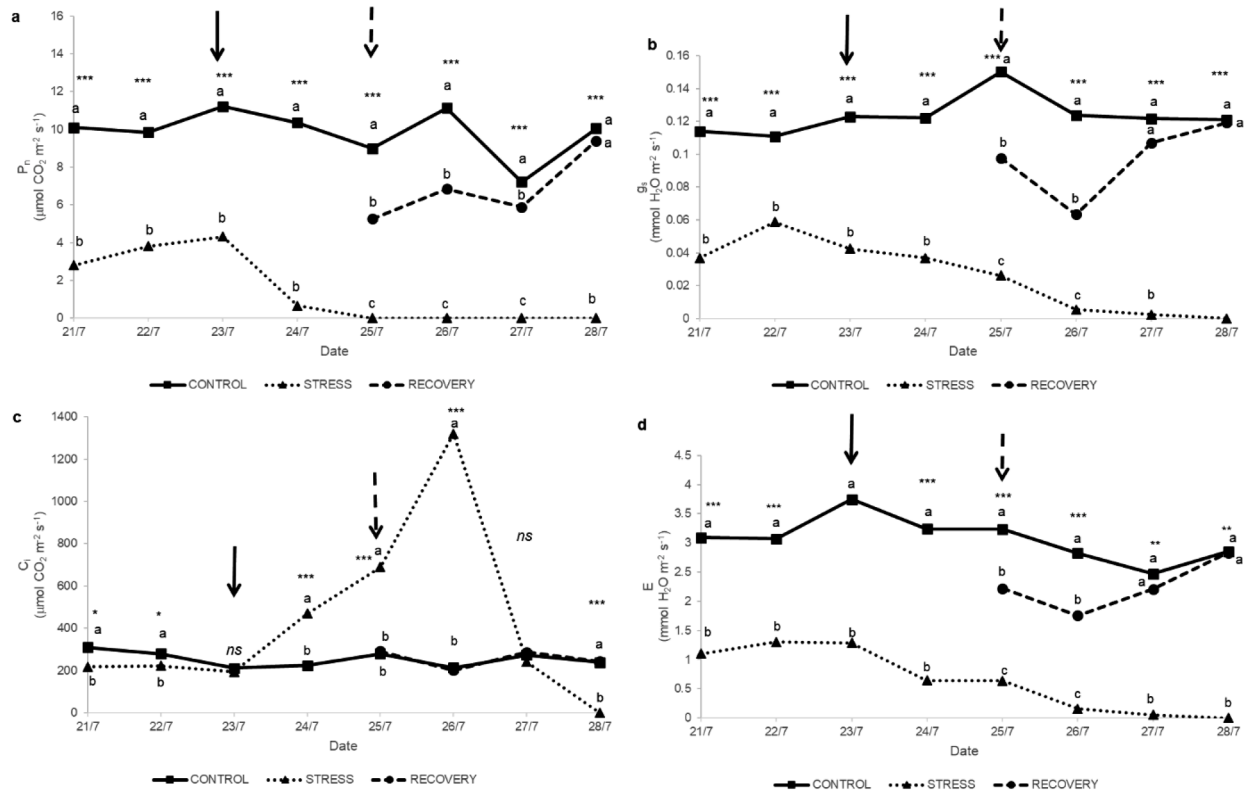 a
16
14
12
10
8
6
4
2
0
Pn
(μmol CO2 m-2 s-1)
*** *** *** *** *** *** *** ***
a a a a a a a a
b b b b
a
b b b b c c c b
21/7 22/7 23/7 24/7 25/7 26/7 27/7 28/7
Date
CONTROL STRESS RECOVERY
b
0.16
0.14
0.12
0.1
0.08
0.06
0.04
0.02
0
gs
(mmol H2O m-2 s-1)
*** *** *** *** *** *** *** ***
a a a a a a a a
b b a a
b b b b c c b
21/7 22/7 23/7 24/7 25/7 26/7 27/7 28/7
Date
CONTROL STRESS RECOVERY
c
1400
1200
1000
800
600
400
200
0
Ci
(μmol CO2 m-2 s-1)
* * ns *** *** *** ns ***
a a a a a a
b b b b b b b
21/7 22/7 23/7 24/7 25/7 26/7 27/7 28/7
Date
CONTROL STRESS RECOVERY
d
4.5
4
3.5
3
2.5
2
1.5
1
0.5
0
E
(mmol H2O m-2 s-1)
*** *** *** *** *** ** **
a a a a a a a a
b b a a
b b b b c c b b
21/7 22/7 23/7 24/7 25/7 26/7 27/7 28/7
Date
CONTROL STRESS RECOVERY